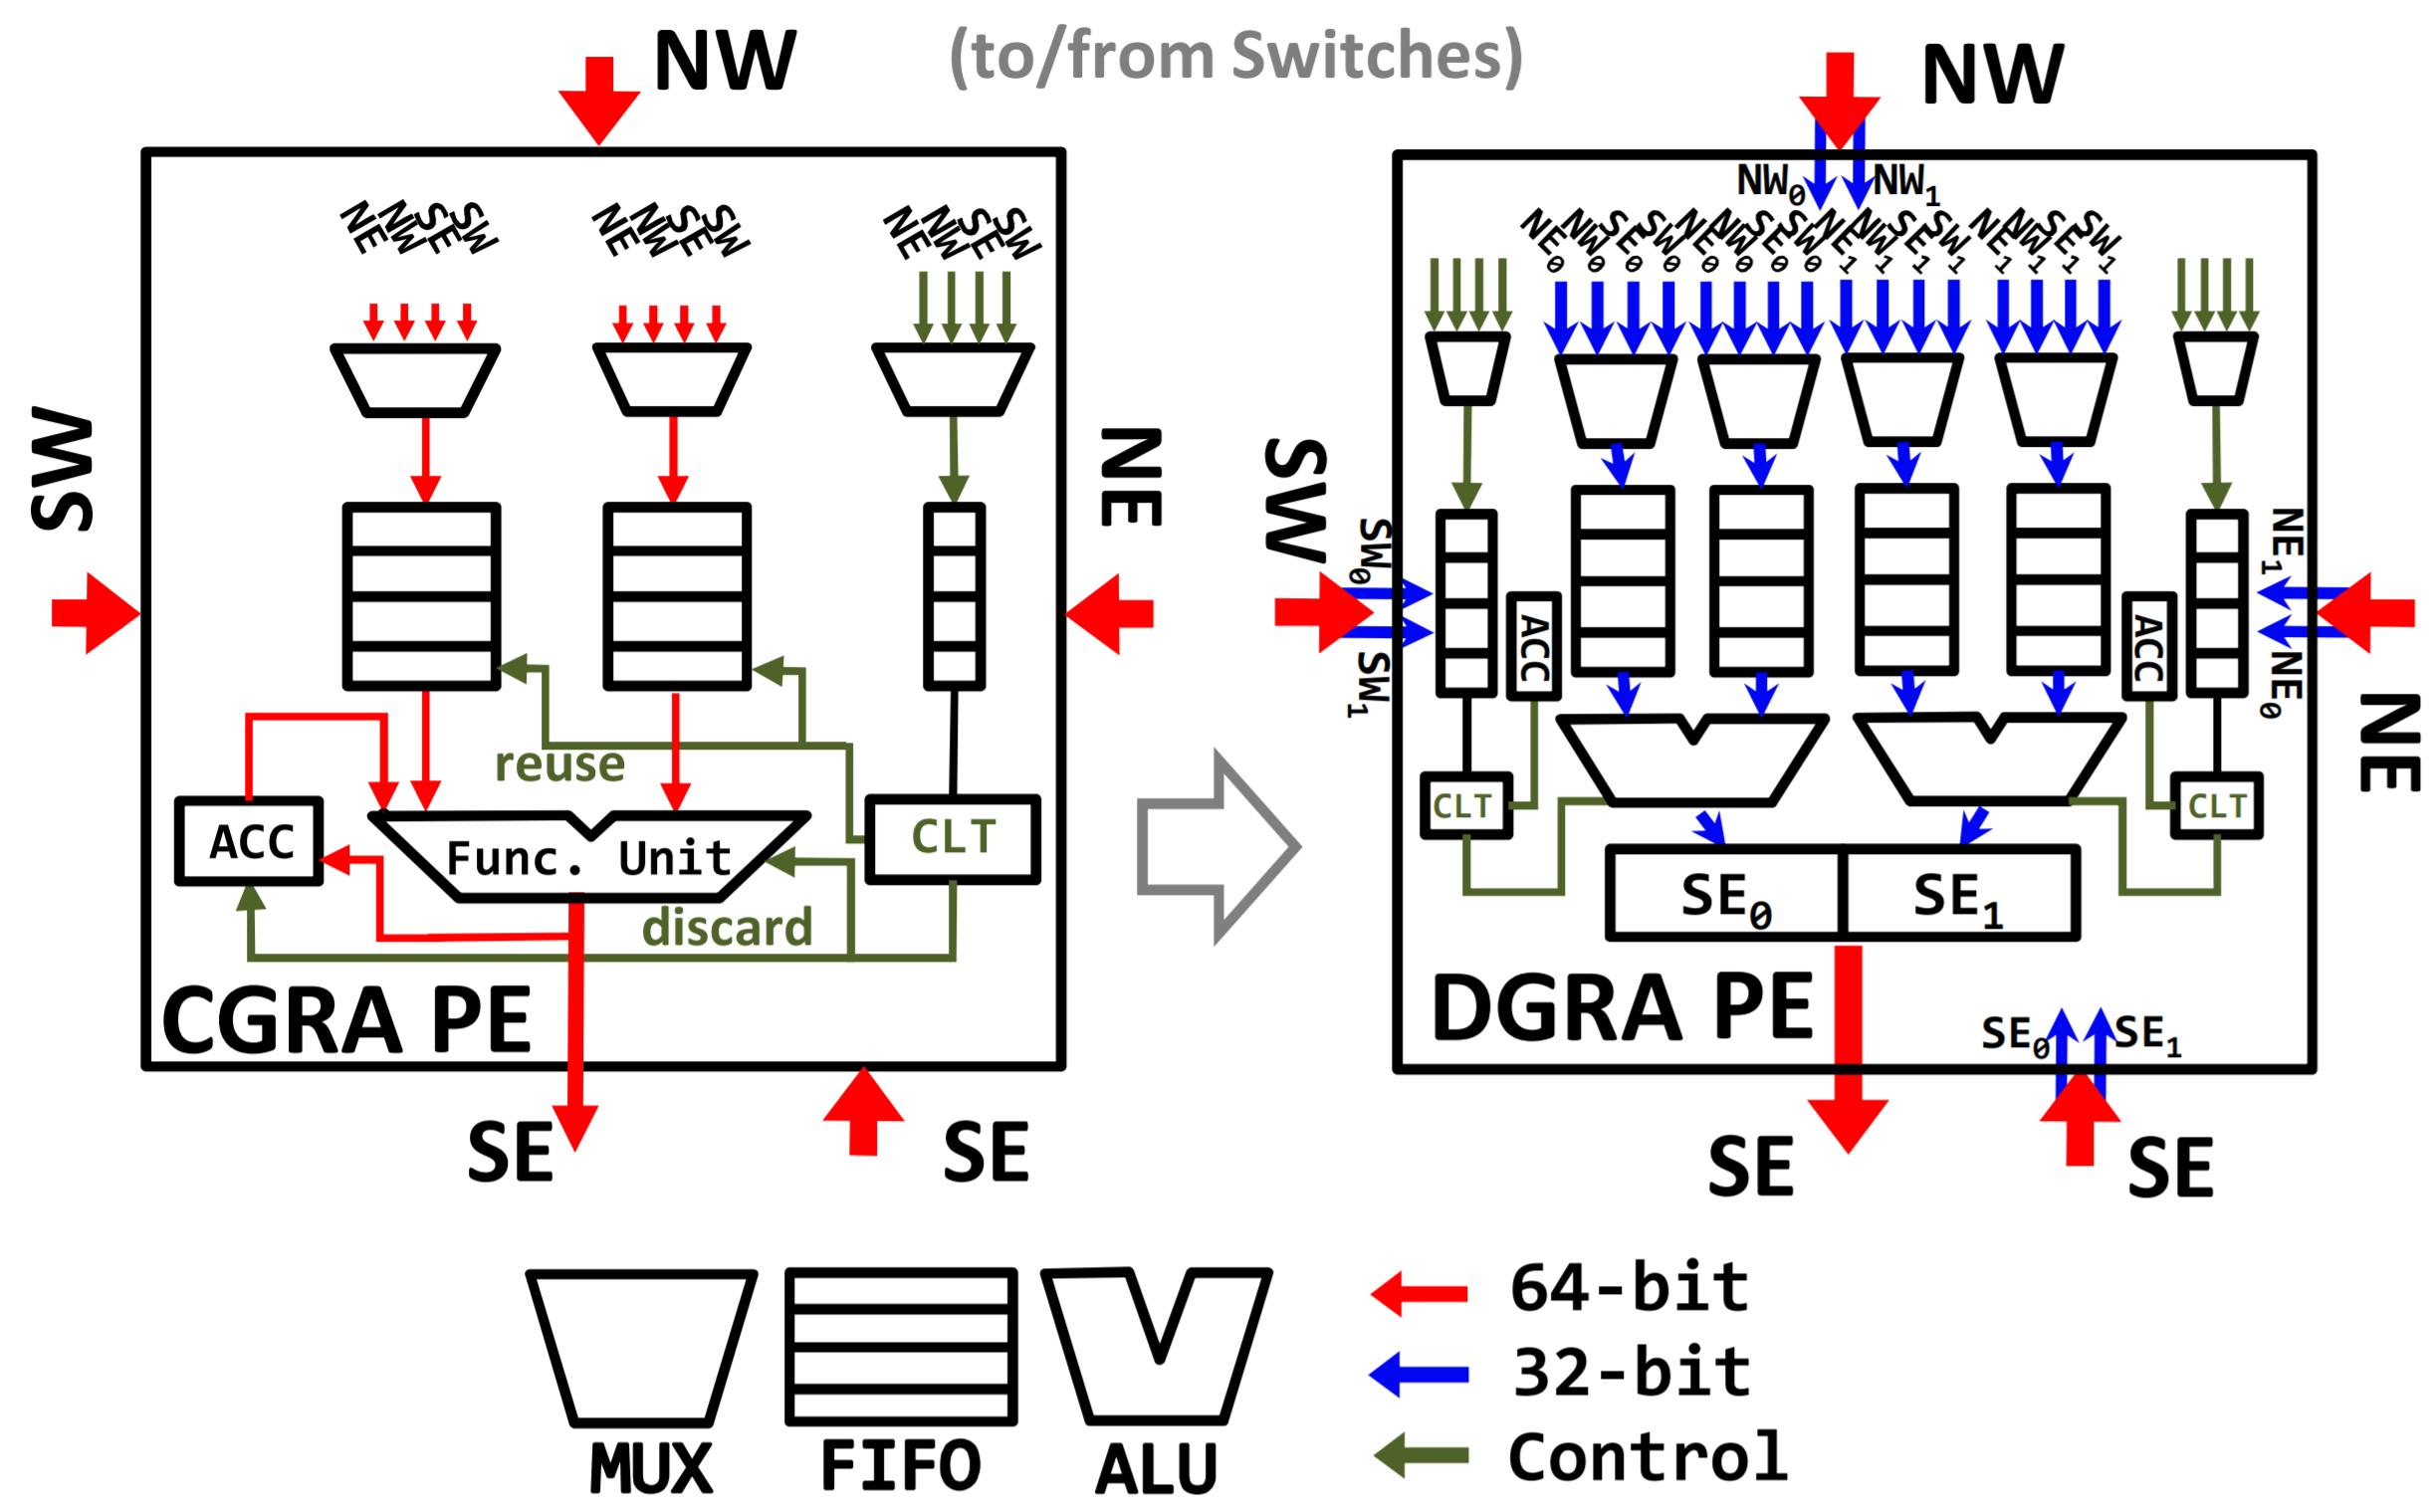 (to/from Switches)
NW
SW
NE
NE NW SE SW
NE NW SE SW
NE NW SE SW
reuse
ACC
Func. Unit
CLT
discard
CGRA PE
SE
SE
NW
NW0 NW1
NE0 NW0 SE0 SW0 NE0 NW0 SE0 SW0 NE1 NW1 SE1 SW1 NE1 NW1 SE1 SW1
SW
SW0
SW1
NE1
NE0
NE
ACC
ACC
CLT
CLT
SE0 SE1
DGRA PE
SE0 SE1
SE
SE
MUX
FIFO
ALU
64-bit
32-bit
Control